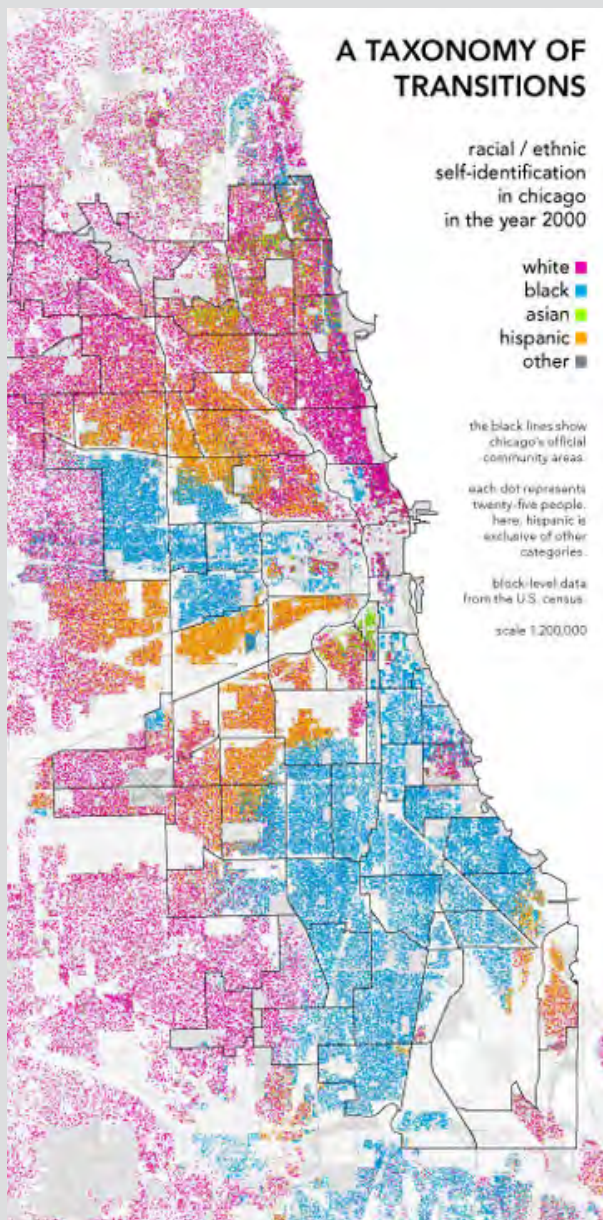 A TAXONOMY OF
TRANSITIONS
racial / ethnic
self-identification
in chicago
in the year 2000
white
black
asian
hispanic
other
the black lines show
chicago's official
community areas.
each dot represents
twenty-five people.
here, hispanic is
exclusive of other
categories.
block-level data
from the U.S. census.
scale 1:200,000